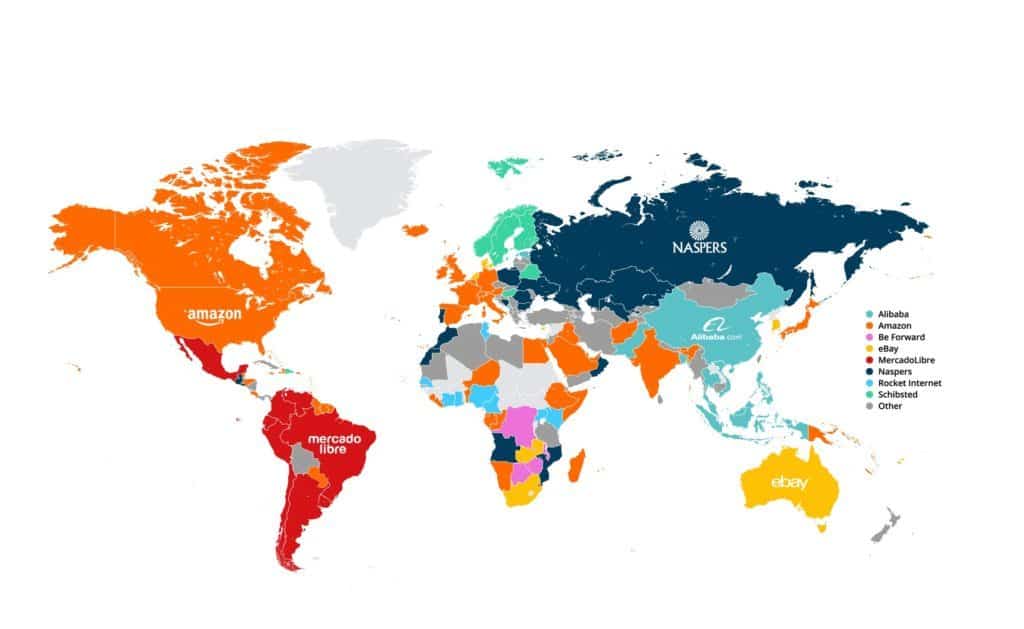 NASPERS
amazon
Alibaba.com
mercado
libre
ebay
Alibaba
Amazon
Be Forward
eBay
MercadoLibre
Naspers
Rocket Internet
Schibsted
Other